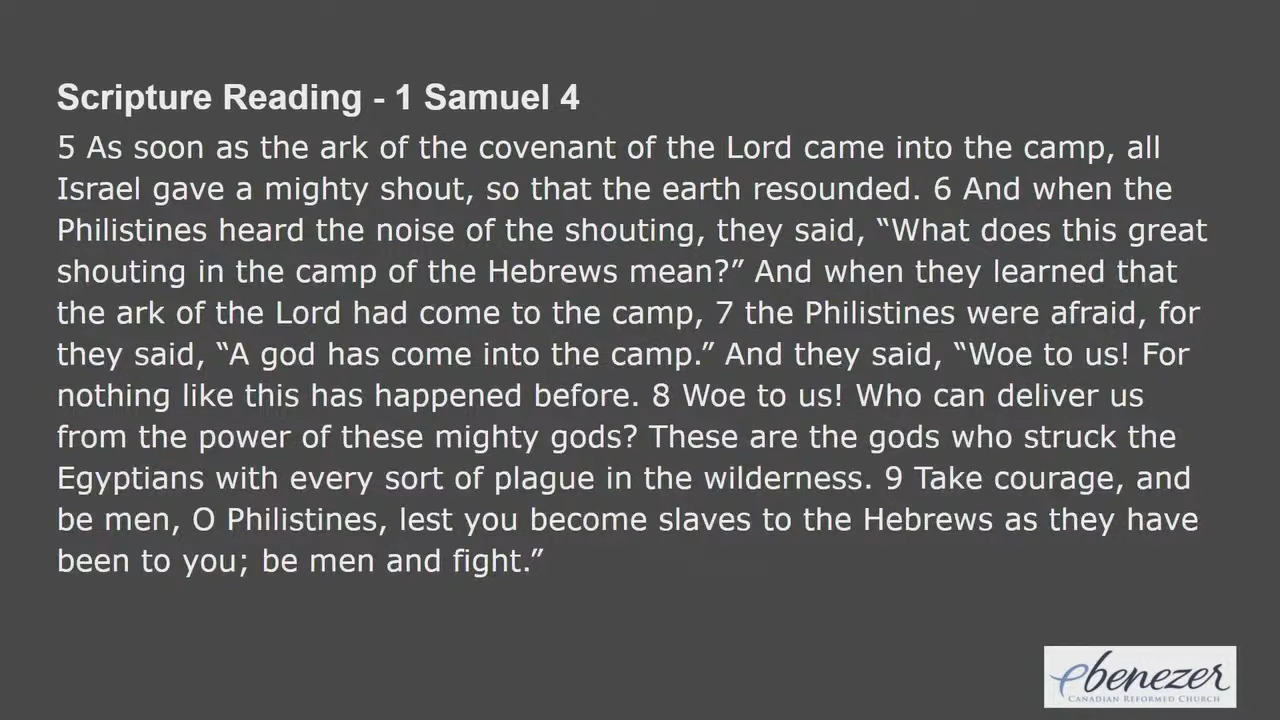 Scripture Reading - 1 Samuel 4
5 As soon as the ark of the covenant of the Lord came into the camp, all
Israel gave a mighty shout, so that the earth resounded. 6 And when the
Philistines heard the noise of the shouting, they said, “What does this great
shouting in the camp of the Hebrews mean?” And when they learned that
the ark of the Lord had come to the camp, 7 the Philistines were afraid, for
they said, “A god has come into the camp.” And they said, “Woe to us! For
nothing like this has happened before. 8 Woe to us! Who can deliver us
from the power of these mighty gods? These are the gods who struck the
Egyptians with every sort of plague in the wilderness. 9 Take courage, and
be men, O Philistines, lest you become slaves to the Hebrews as they have
been to you; be men and fight.”
ebenezer
CANADIAN REFORMED CHURCH